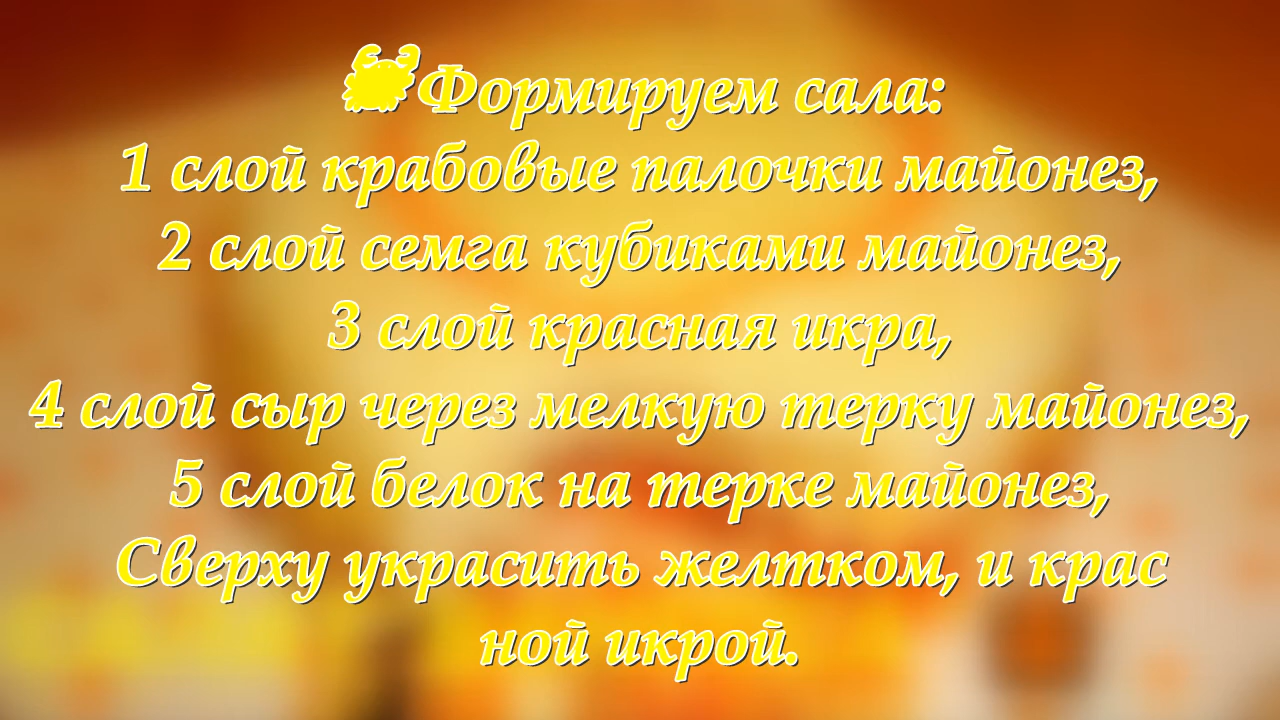 🦀Формируем сала:
1 слой крабовые палочки майонез,
2 слой семга кубиками майонез,
3 слой красная икра,
4 слой сыр через мелкую терку майонез,
5 слой белок на терке майонез,
Сверху украсить желтком, и крас
ной икрой.